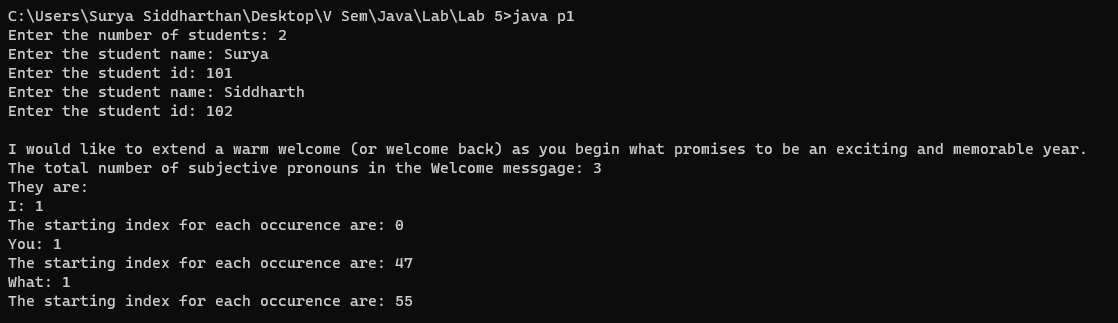 C:\Users\Surya Siddharthan\Desktop\V Sem\Java\Lab\Lab 5>java p1
Enter the number of students: 2
Enter the student name: Surya
Enter the student id: 101
Enter the student name: Siddharth
Enter the student id: 102
I would like to extend a warm welcome (or welcome back) as you begin what promises to be an exciting and memorable year.
The total number of subjective pronouns in the Welcome messgage: 3
They are:
I: 1
The starting index for each occurence are: 0
You: 1
The starting index for each occurence are: 47
What: 1
The starting index for each occurence are: 55